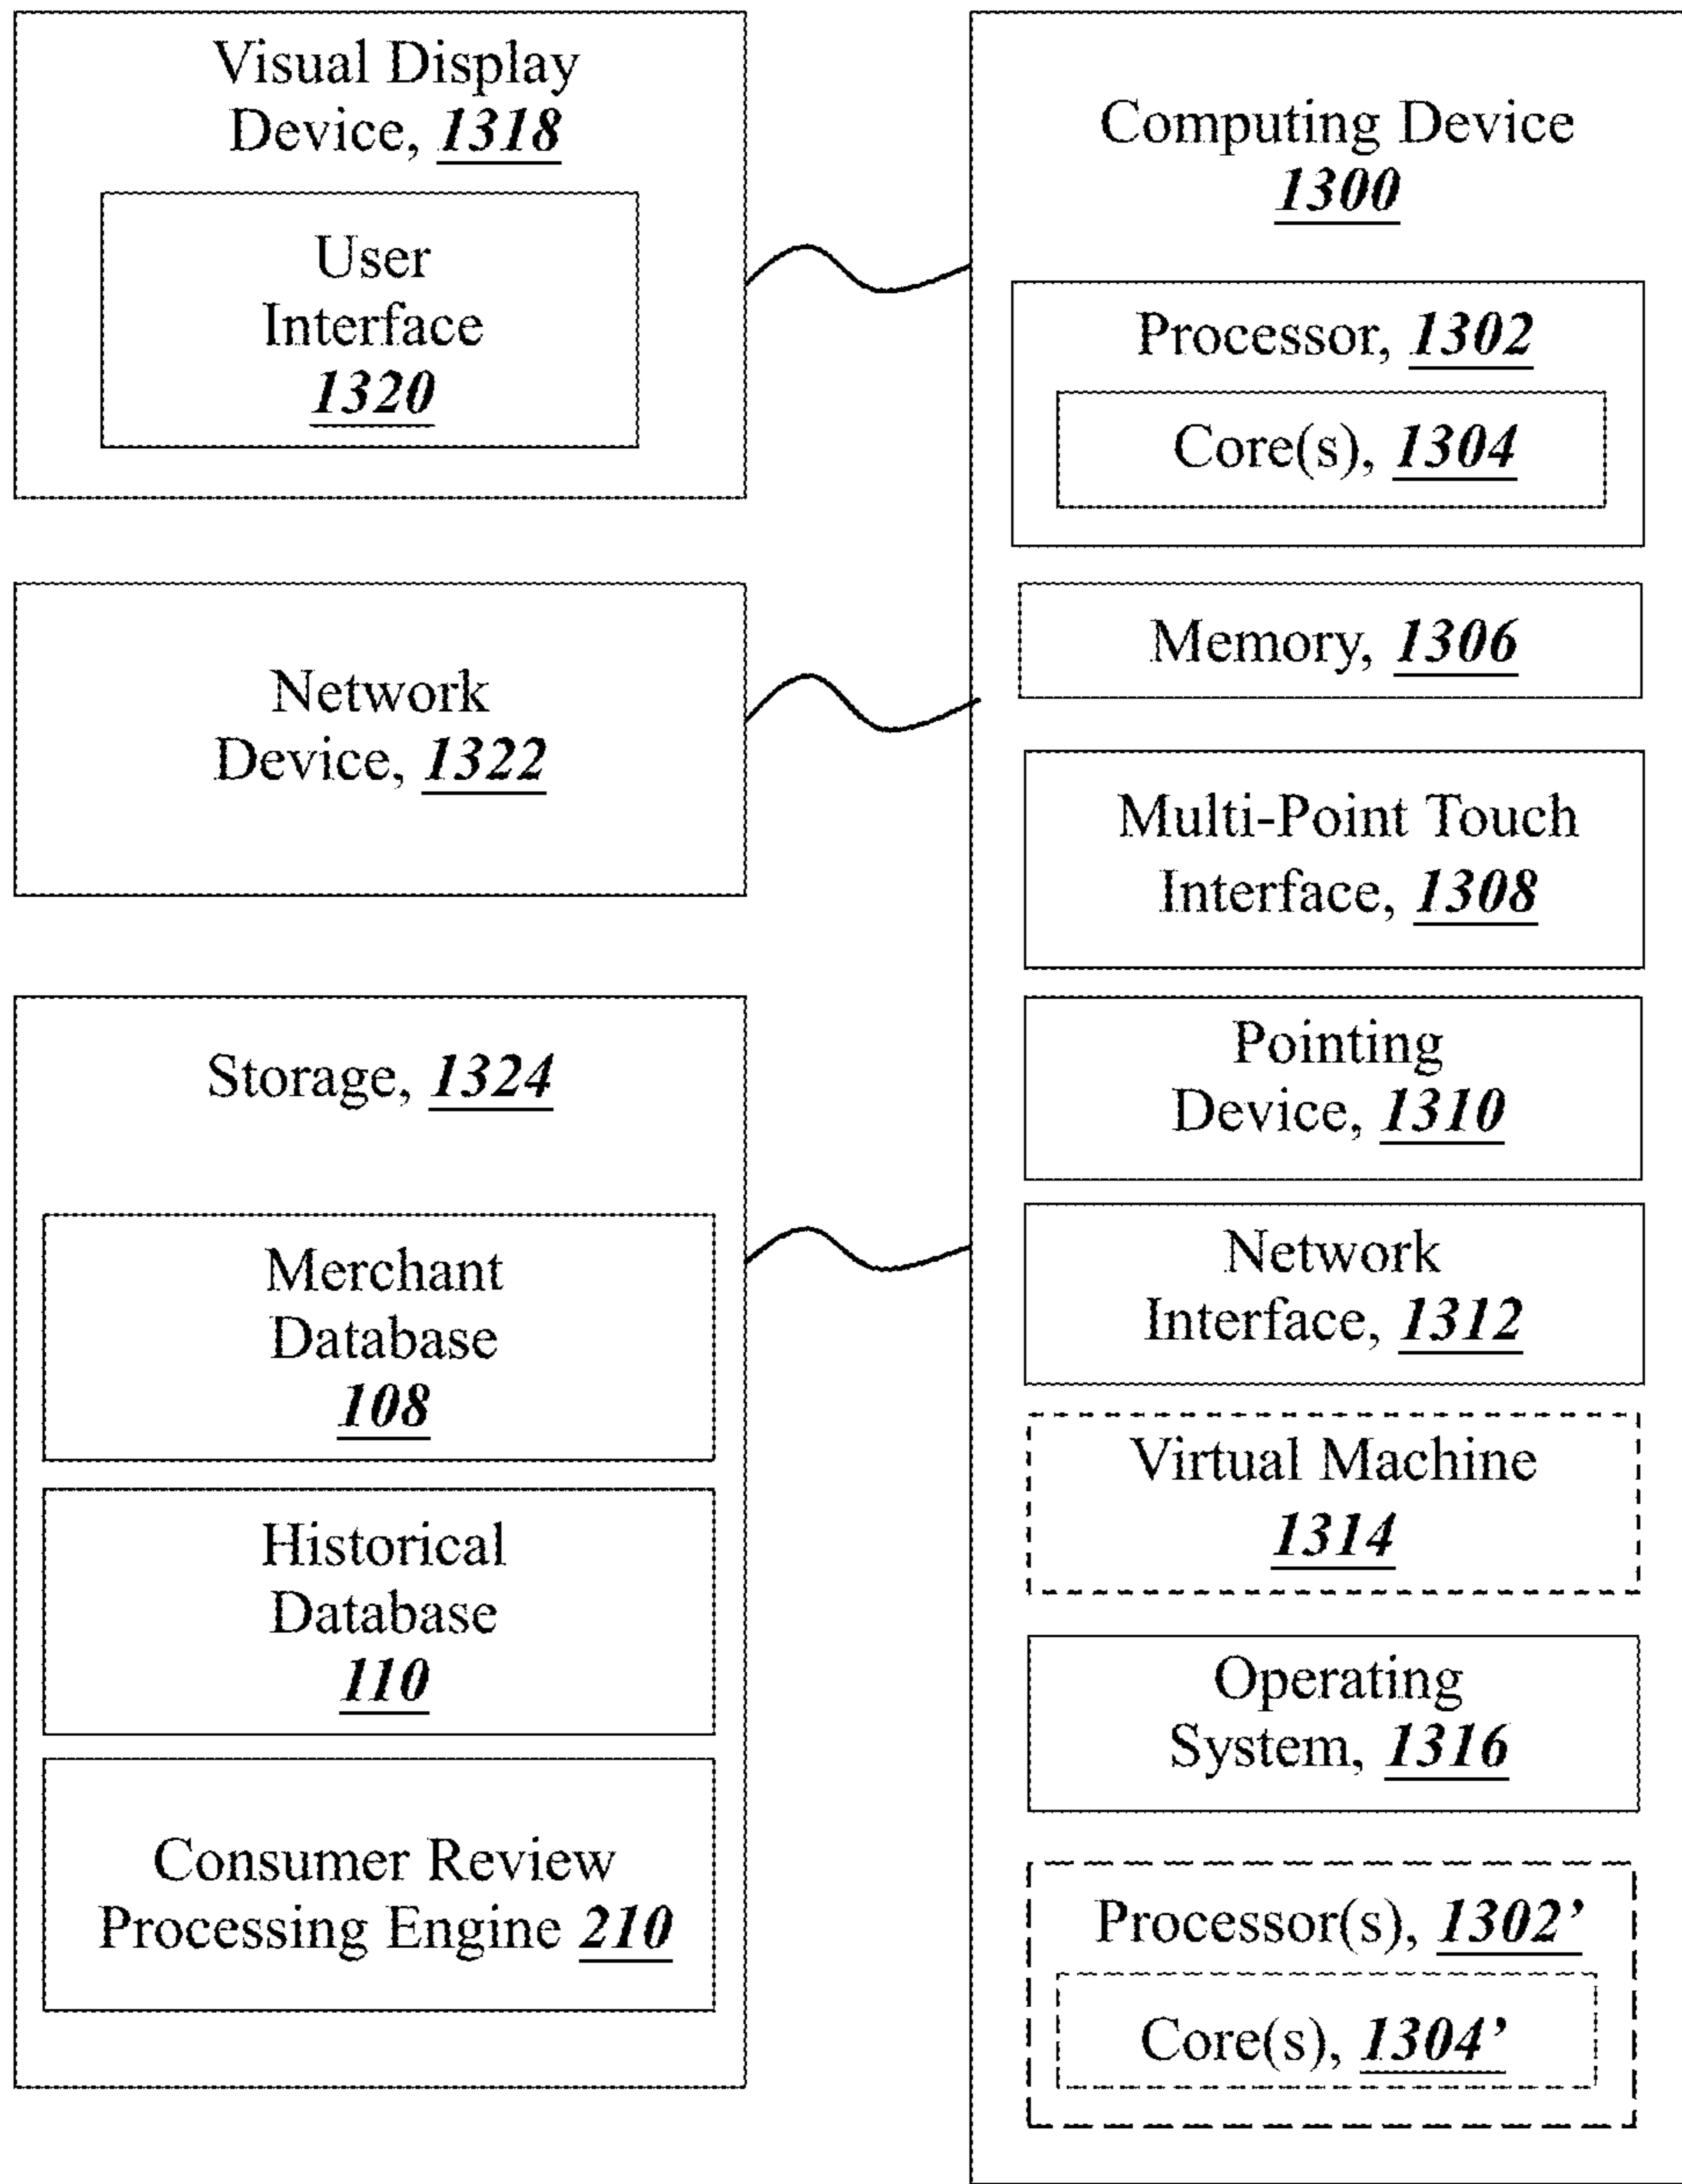 Visual Display
Device, 1318
User
Interface
1320
Network
Device, 1322
Storage, 1324
Merchant
Database
108
Historical
Database
110
Consumer Review
Processing Engine 210
Computing Device
1300
Processor, 1302
Core(s), 1304
Memory, 1306
Multi-Point Touch
Interface, 1308
Pointing
Device, 1310
Network
Interface, 1312
Virtual Machine
1314
Operating
System, 1316
Processor(s), 1302’
Core(s), 1304’